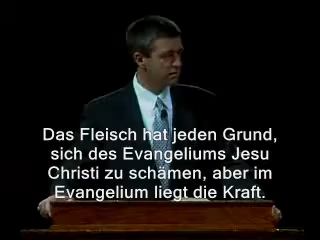 Das Fleisch hat jeden Grund,
sich des Evangeliums Jesu
Christi zu schämen, aber im
Evangelium liegt die Kraft.